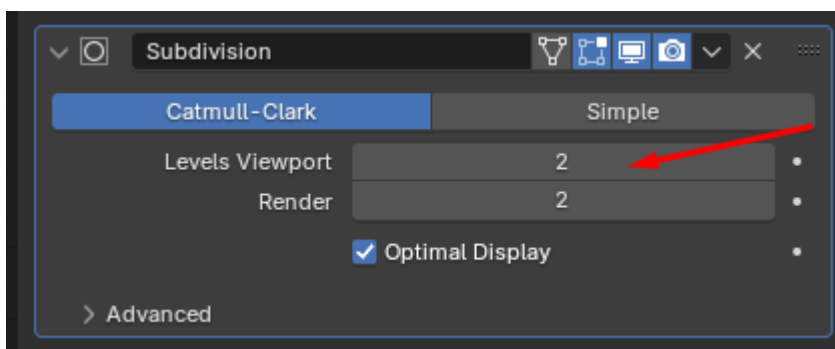 Subdivision
Catmull-Clark Simple
Levels Viewport 2
Render 2
Optimal Display
Advanced